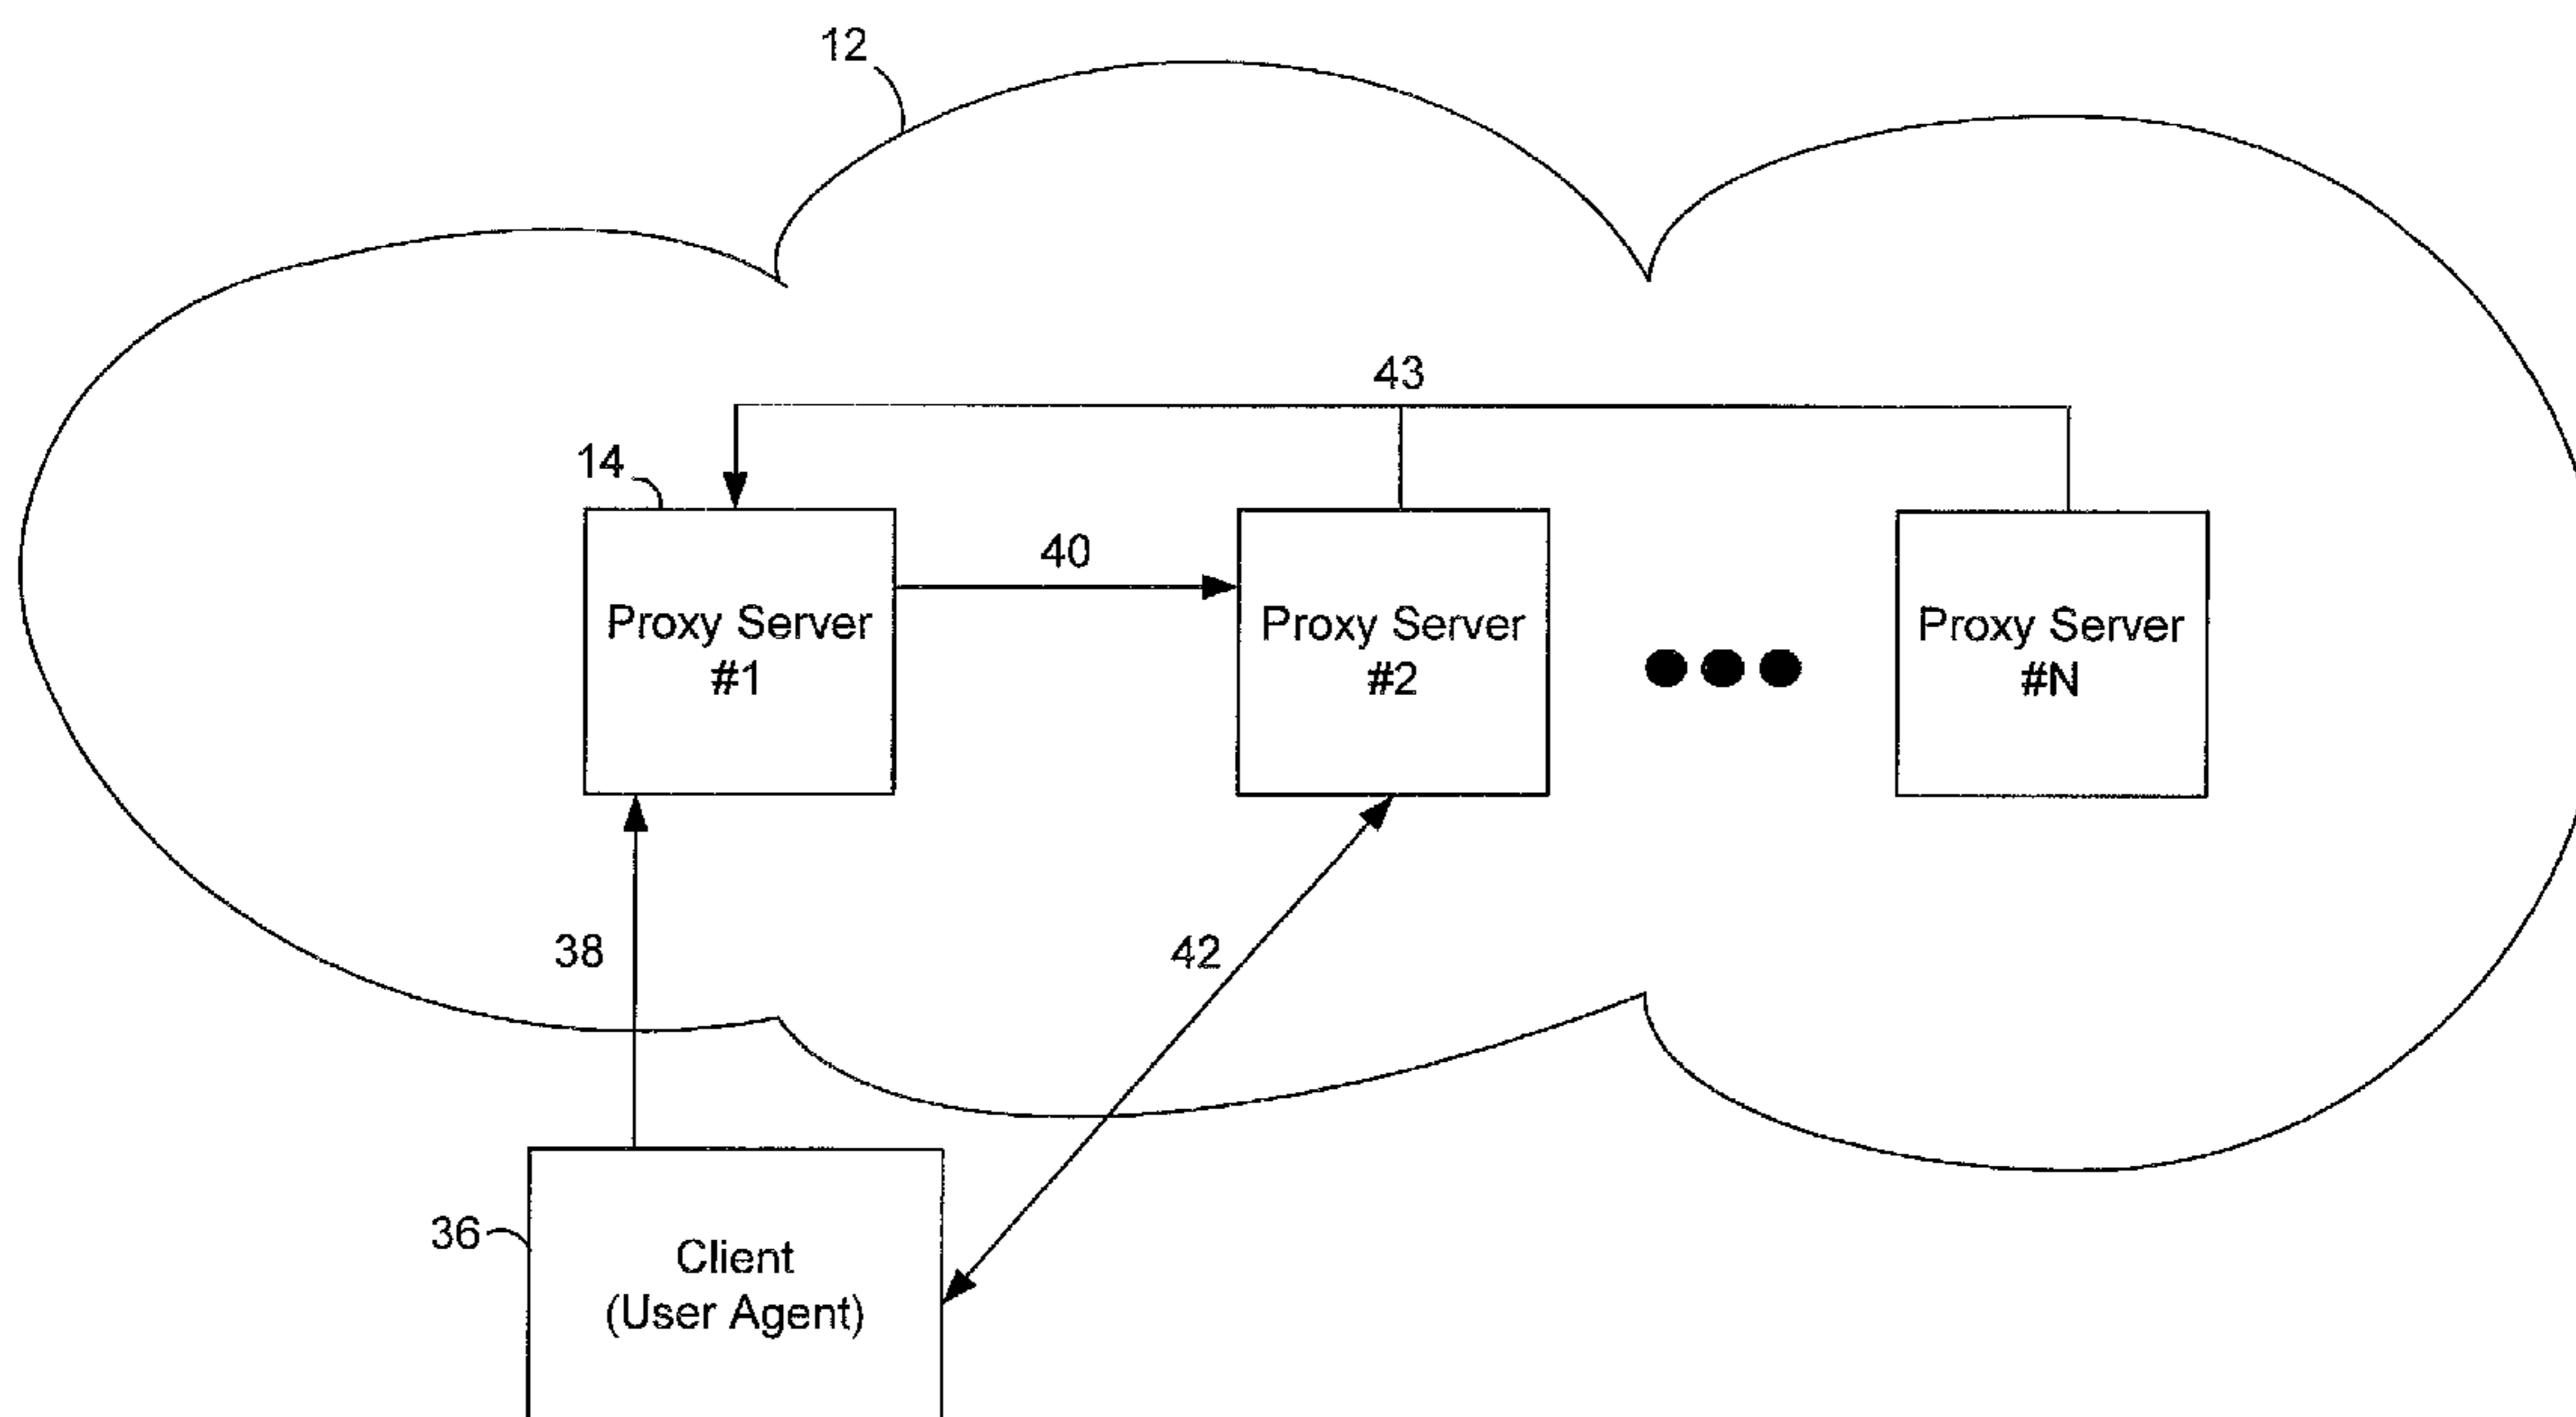 12
43
14
40
Proxy Server
#1
Proxy Server
#2
Proxy Server
#N
38
42
36
Client
(User Agent)